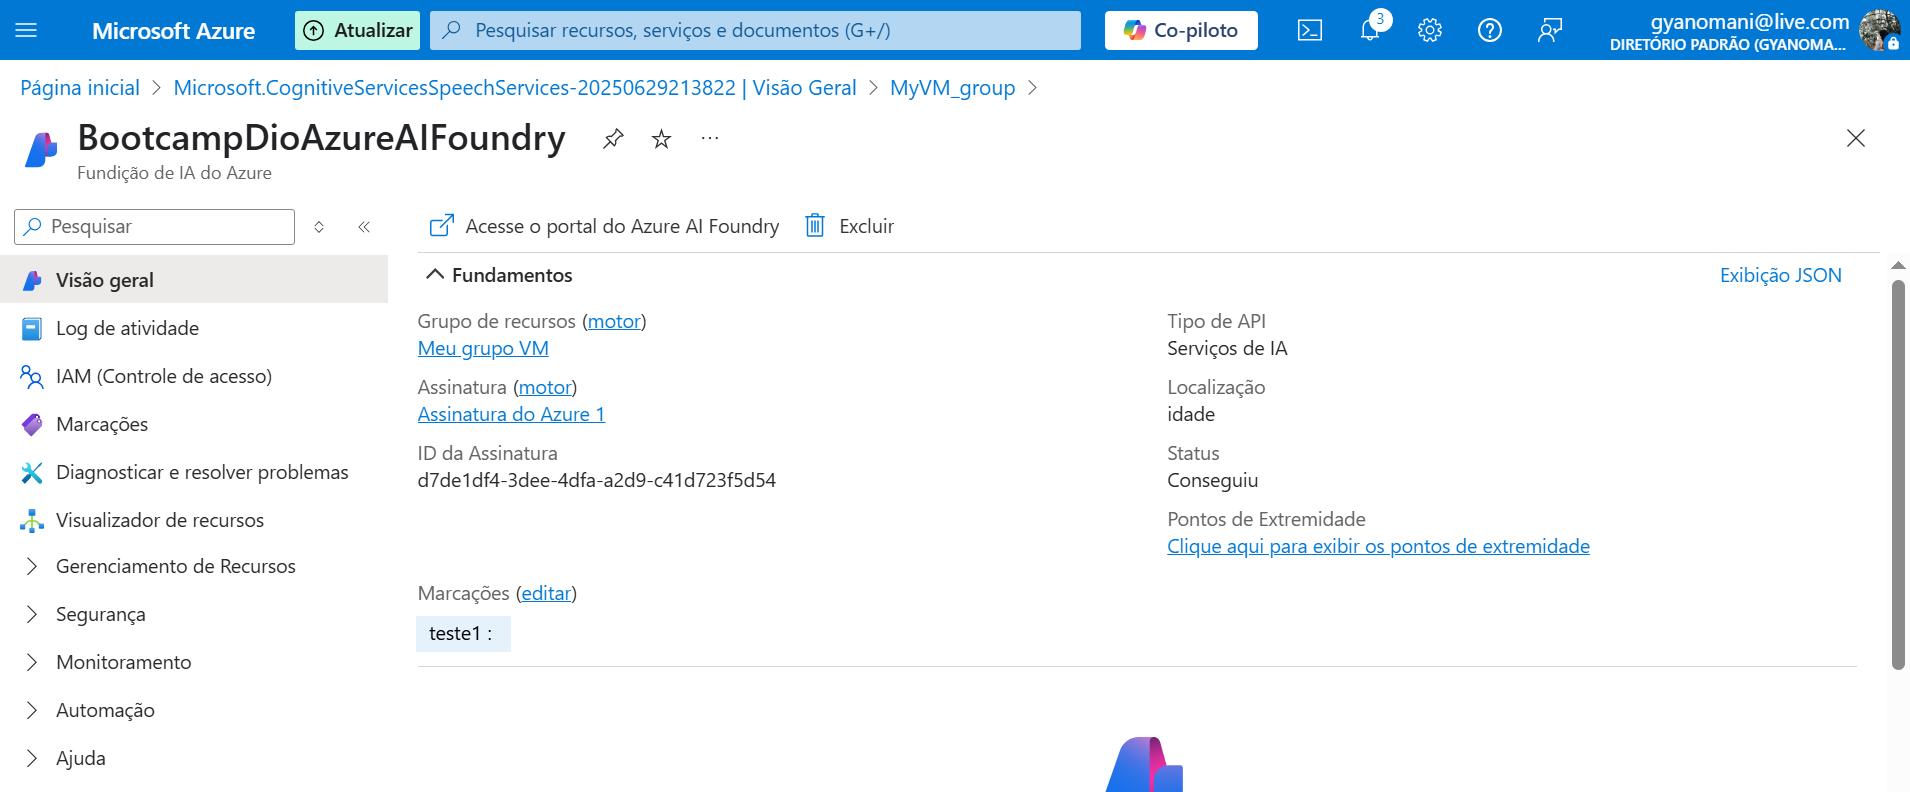 Microsoft Azure
Atualizar
Pesquisar recursos, serviços e documentos (G+/)
Co-piloto
3
gyanomani@live.com
DIRETÓRIO PADRÃO (GYANOMA...
Página inicial > Microsoft.CognitiveServicesSpeechServices-20250629213822 | Visão Geral > MyVM_group >
BootcampDioAzureAIFoundry
Fundição de IA do Azure
Pesquisar
Visão geral
Log de atividade
IAM (Controle de acesso)
Marcações
Diagnosticar e resolver problemas
Visualizador de recursos
Gerenciamento de Recursos
Segurança
Monitoramento
Automação
Ajuda
Acesse o portal do Azure AI Foundry
Excluir
Fundamentos
Exibição JSON
Grupo de recursos (motor)
Meu grupo VM
Assinatura (motor)
Assinatura do Azure 1
ID da Assinatura
d7de1df4-3dee-4dfa-a2d9-c41d723f5d54
Tipo de API
Serviços de IA
Localização
idade
Status
Conseguiu
Pontos de Extremidade
Clique aqui para exibir os pontos de extremidade
Marcações (editar)
teste1 :